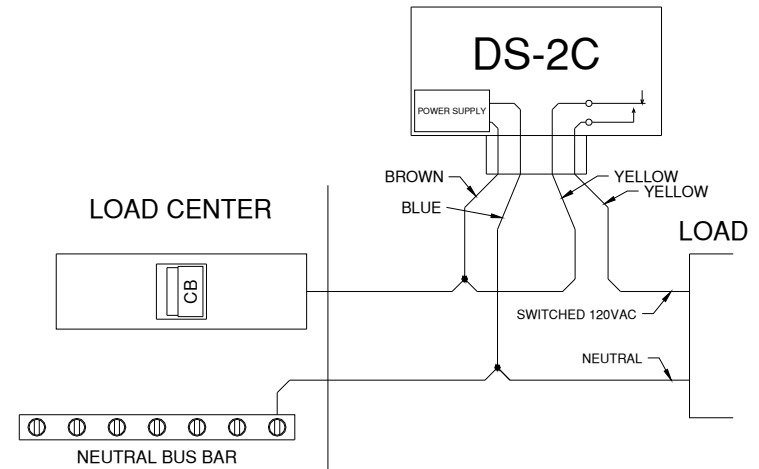 DS-2C
POWER SUPPLY
BROWN
BLUE
YELLOW
YELLOW
LOAD CENTER
CB
LOAD
SWITCHED 120VAC
NEUTRAL
NEUTRAL BUS BAR